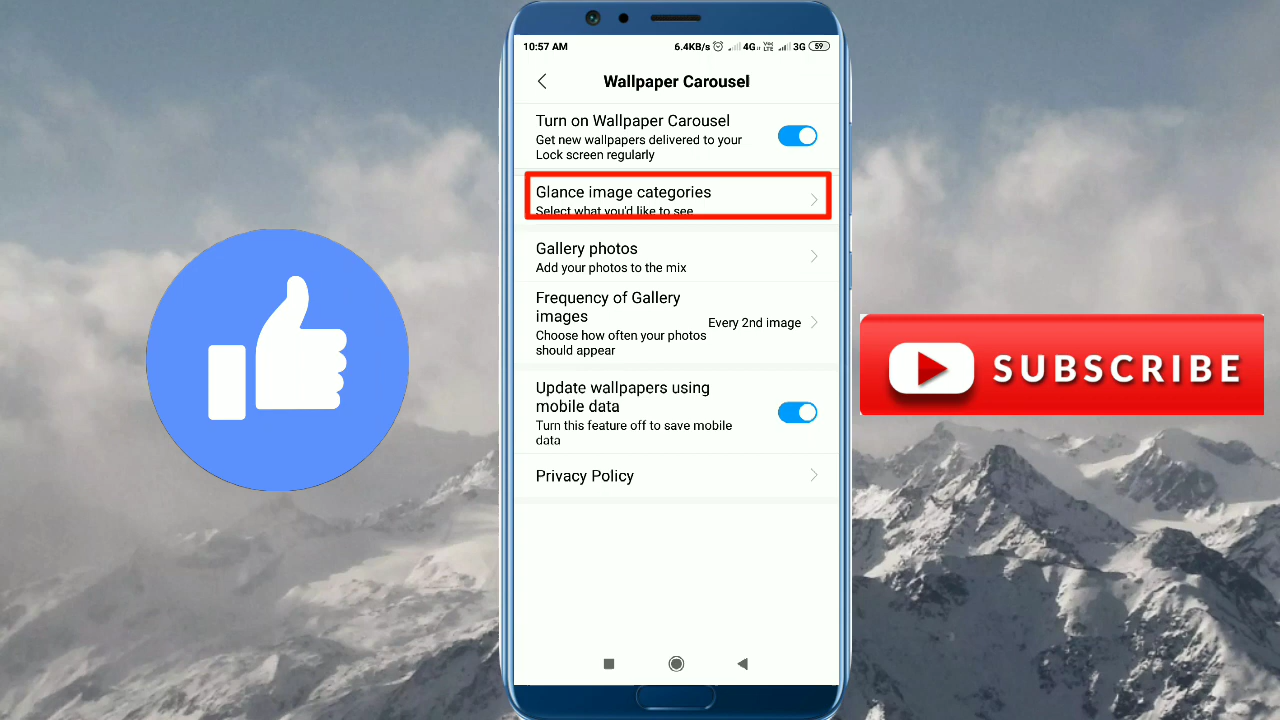 10:57 AM 6.4KB/s 4G Vo LTE 3G 59
Wallpaper Carousel
Turn on Wallpaper Carousel
Get new wallpapers delivered to your
Lock screen regularly
Glance image categories
Select what you'd like to see
Gallery photos
Add your photos to the mix
Frequency of Gallery
images
Every 2nd image
Choose how often your photos
should appear
Update wallpapers using
mobile data
Turn this feature off to save mobile
data
Privacy Policy
SUBSCRIBE